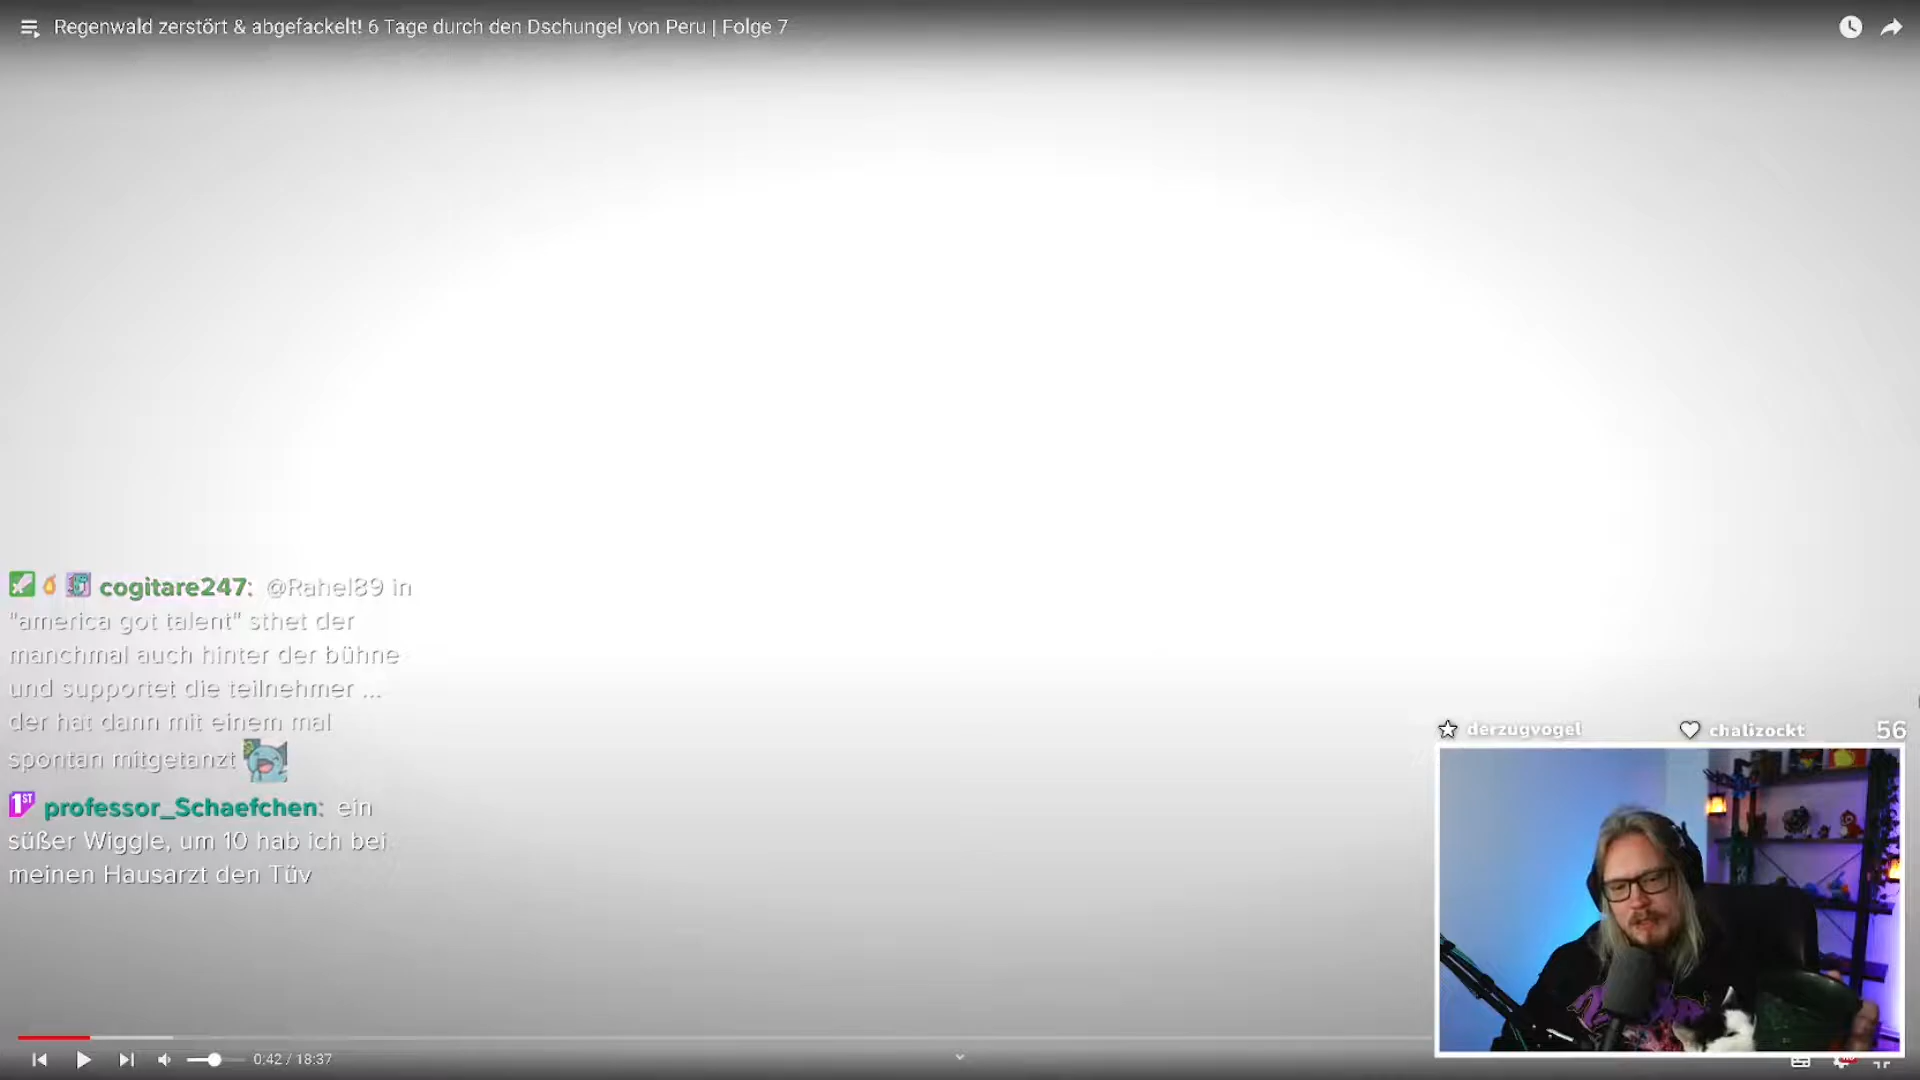 Regenwald zerstört & abgefackelt! 6 Tage durch den Dschungel von Peru | Folge 7
cogitare247: @Rahel89 in
"america got talent" sthet der
manchmal auch hinter der bühne
und supportet die teilnehmer ...
der hat dann mit einem mal
spontan mitgetanzt
1ST professor_Schaefchen: ein
süßer Wiggle, um 10 hab ich bei
meinen Hausarzt den Tüv
derzugvogel
chalizockt
56
0:42 / 18:37